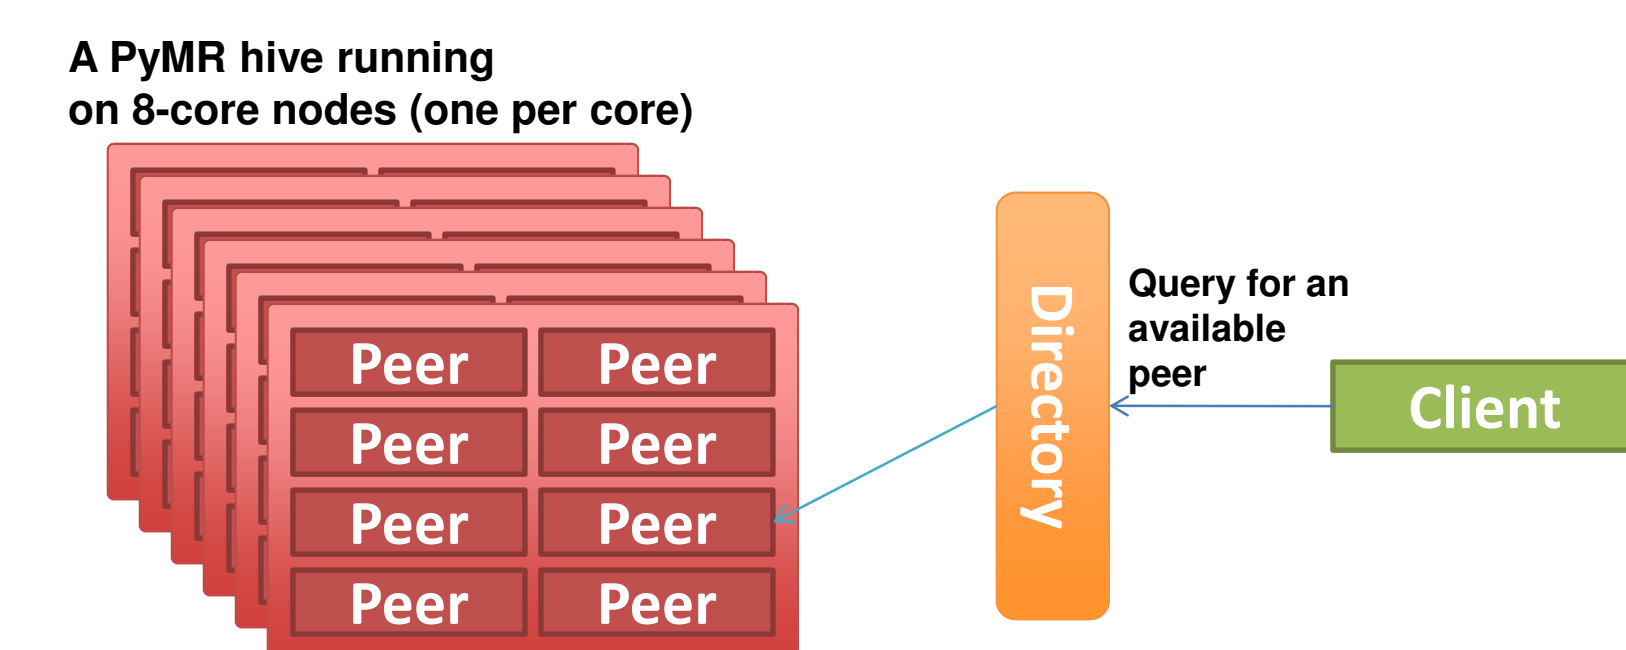 A PyMR hive running
on 8-core nodes (one per core)
Peer Peer
Peer Peer
Peer Peer
Peer Peer
Directory
Query for an
available
peer
Client